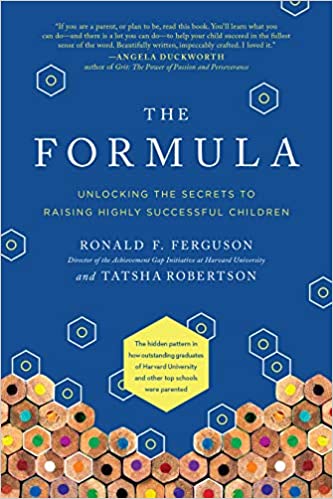 "If you are a parent, or plan to be, read this book. You'll learn what you
can do—and there is a lot you can do—to help your child succeed in the fullest
sense of the word. Beautifully written, impeccably crafted. I loved it."
—ANGELA DUCKWORTH
author of Grit: The Power of Passion and Perseverance
THE
FORMULA
UNLOCKING THE SECRETS TO
RAISING HIGHLY SUCCESSFUL CHILDREN
RONALD F. FERGUSON
Director of the Achievement Gap Initiative at Harvard University
and TATSHA ROBERTSON
The hidden pattern in
how outstanding graduates
of Harvard University
and other top schools
were parented